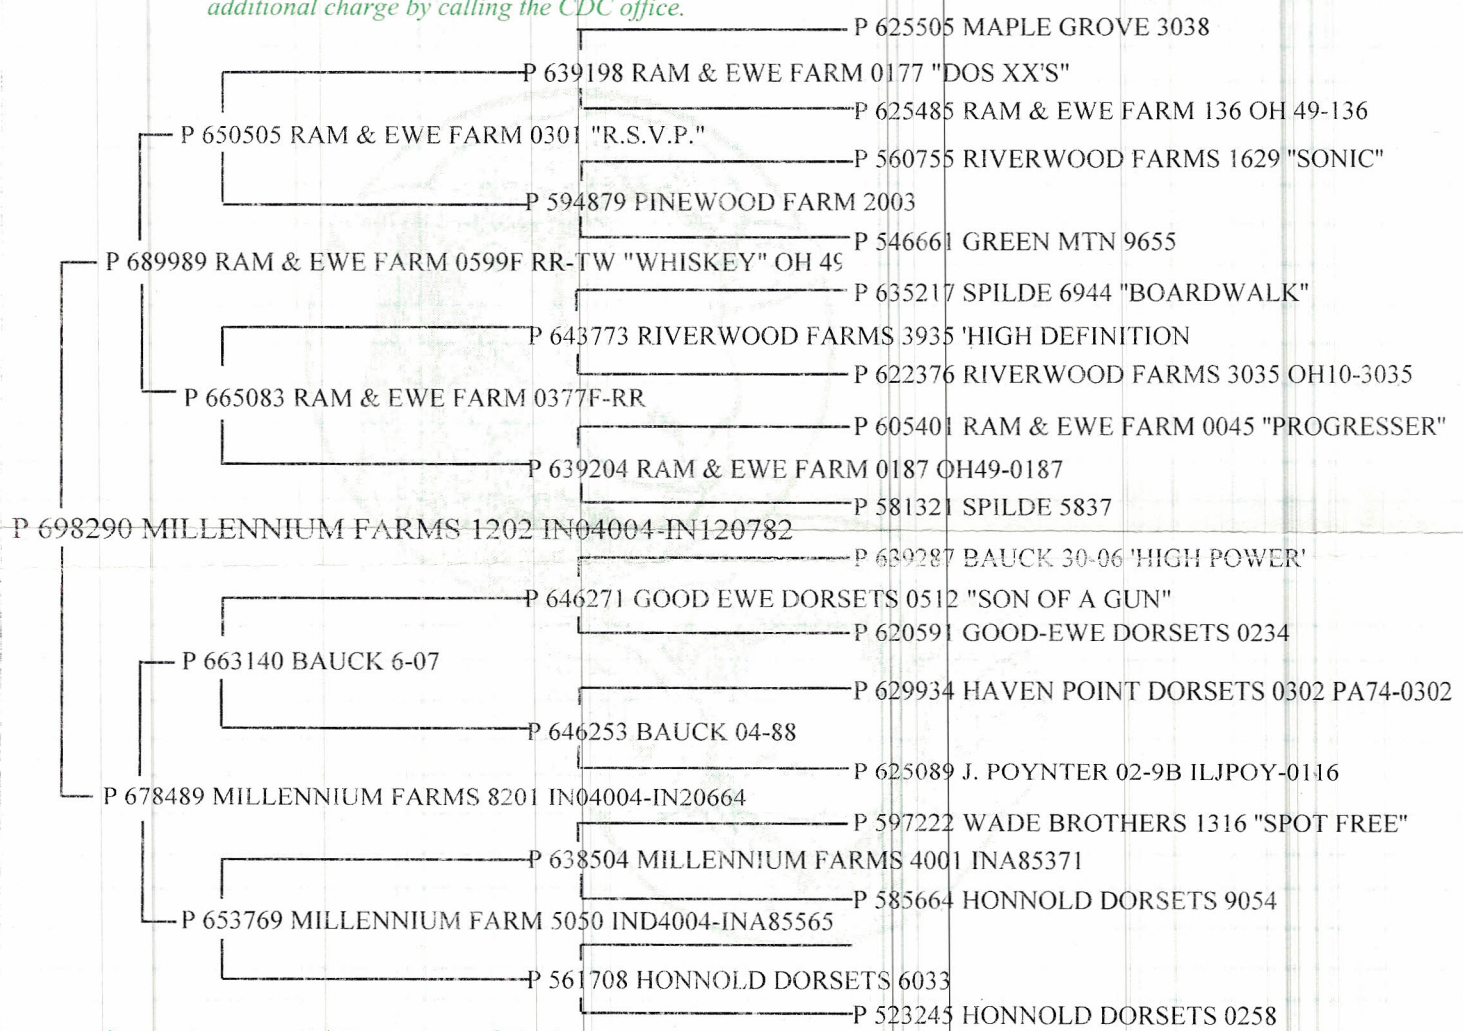 additional charge by calling the CDC office.
P 625505 MAPLE GROVE 3038
P 639198 RAM & EWE FARM 0177 "DOS XX'S"
P 625485 RAM & EWE FARM 136 OH 49-136
P 650505 RAM & EWE FARM 0301 "R.S.V.P."
P 560755 RIVERWOOD FARMS 1629 "SONIC"
P 594879 PINEWOOD FARM 2003
P 546661 GREEN MTN 9655
P 689989 RAM & EWE FARM 0599F RR-TW "WHISKEY" OH 49
P 635217 SPILDE 6944 "BOARDWALK"
P 643773 RIVERWOOD FARMS 3935 'HIGH DEFINITION
P 622376 RIVERWOOD FARMS 3035 OH10-3035
P 665083 RAM & EWE FARM 0377F-RR
P 605401 RAM & EWE FARM 0045 "PROGRESSER"
P 639204 RAM & EWE FARM 0187 OH49-0187
P 581321 SPILDE 5837
P 698290 MILLENNIUM FARMS 1202 IN04004-IN120782
P 639287 BAUCK 30-06 'HIGH POWER'
P 646271 GOOD EWE DORSETS 0512 "SON OF A GUN"
P 620591 GOOD-EWE DORSETS 0234
P 663140 BAUCK 6-07
P 629934 HAVEN POINT DORSETS 0302 PA74-0302
P 646253 BAUCK 04-88
P 625089 J. POYNTER 02-9B ILJPOY-0116
P 678489 MILLENNIUM FARMS 8201 IN04004-IN20664
P 597222 WADE BROTHERS 1316 "SPOT FREE"
P 638504 MILLENNIUM FARMS 4001 INA85371
P 585664 HONNOLD DORSETS 9054
P 653769 MILLENNIUM FARM 5050 IND4004-INA85565
P 561708 HONNOLD DORSETS 6033
P 523245 HONNOLD DORSETS 0258